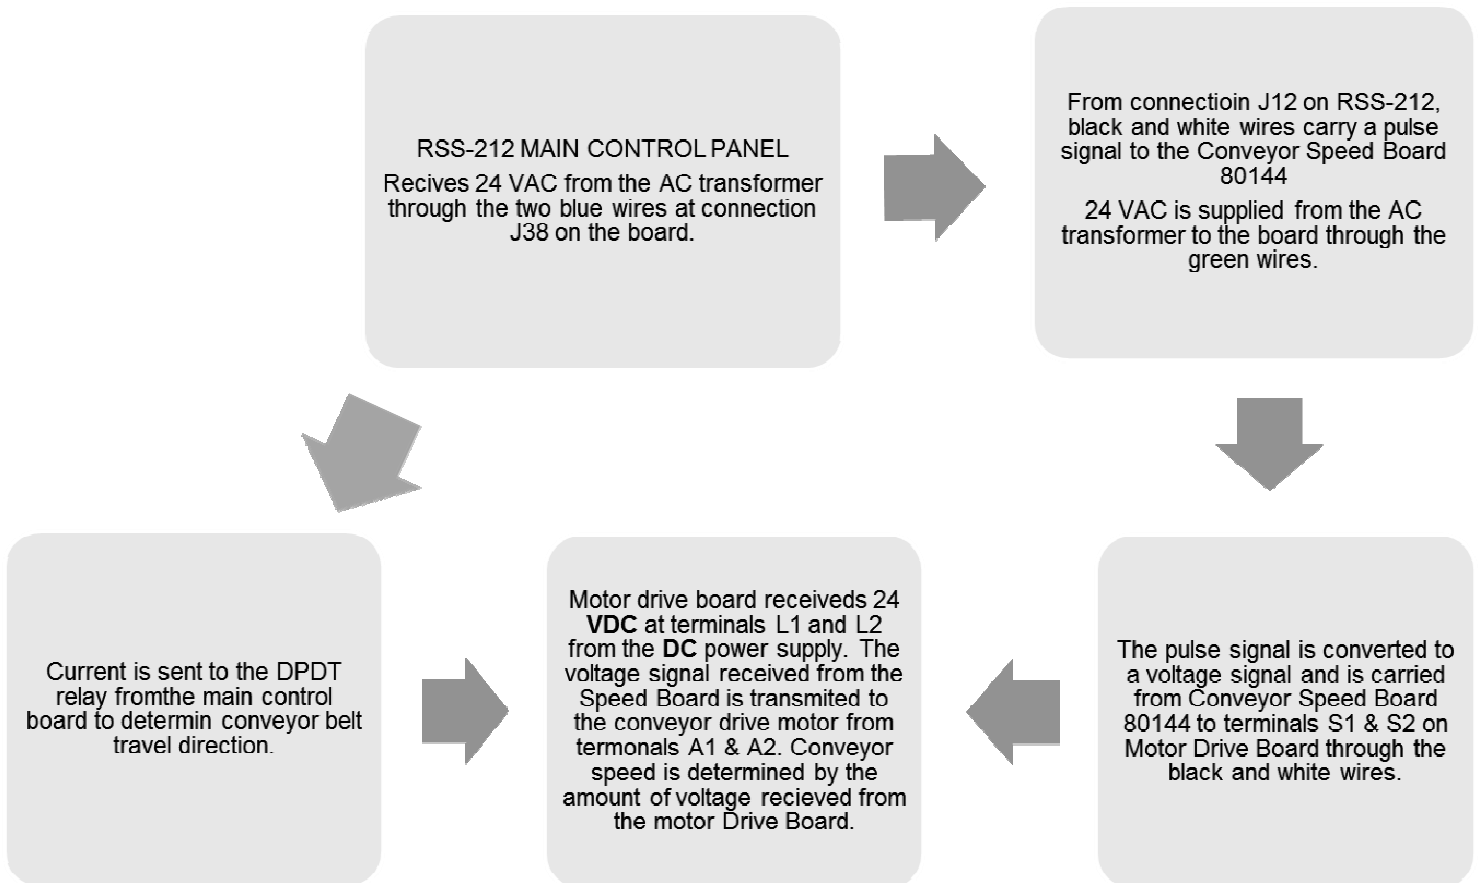 RSS-212 MAIN CONTROL PANEL
Recives 24 VAC from the AC transformer
through the two blue wires at connection
J38 on the board.
From connectioin J12 on RSS-212,
black and white wires carry a pulse
signal to the Conveyor Speed Board
80144
24 VAC is supplied from the AC
transformer to the board through the
green wires.
Current is sent to the DPDT
relay fromthe main control
board to determin conveyor belt
travel direction.
Motor drive board receiveds 24
VDC at terminals L1 and L2
from the DC power supply. The
voltage signal received from the
Speed Board is transmited to
the conveyor drive motor from
termonals A1 & A2. Conveyor
speed is determined by the
amount of voltage recieved from
the motor Drive Board.
The pulse signal is converted to
a voltage signal and is carried
from Conveyor Speed Board
80144 to terminals S1 & S2 on
Motor Drive Board through the
black and white wires.